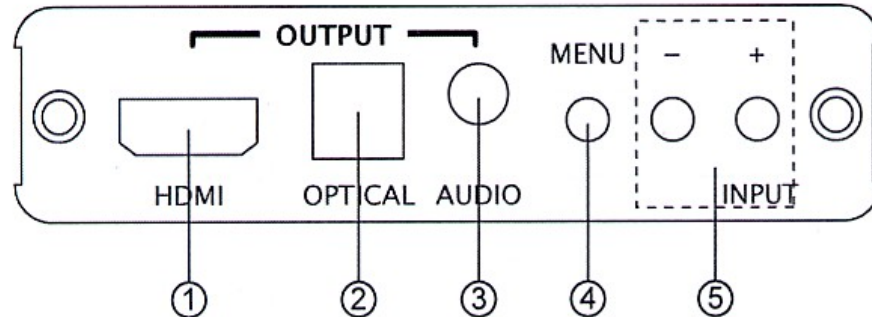 OUTPUT
MENU - +
HDMI OPTICAL AUDIO INPUT
① ② ③ ④ ⑤